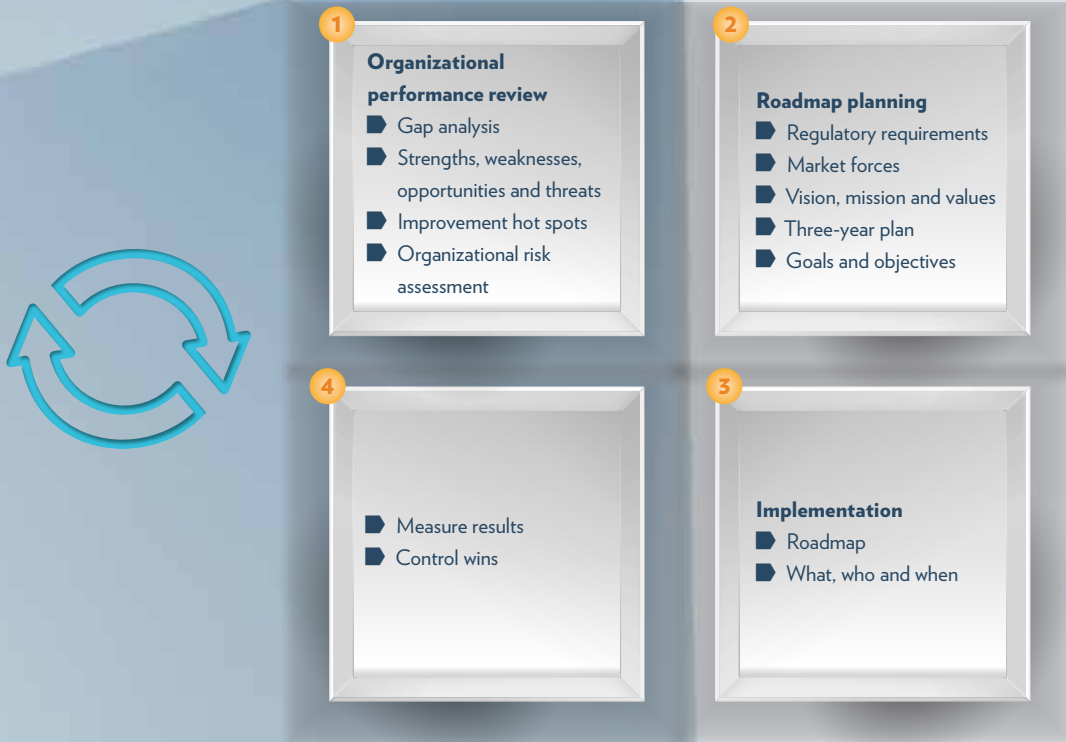 1
Organizational
performance review
Gap analysis
Strengths, weaknesses,
opportunities and threats
Improvement hot spots
Organizational risk
assessment
2
Roadmap planning
Regulatory requirements
Market forces
Vision, mission and values
Three-year plan
Goals and objectives
3
Implementation
Roadmap
What, who and when
4
Measure results
Control wins